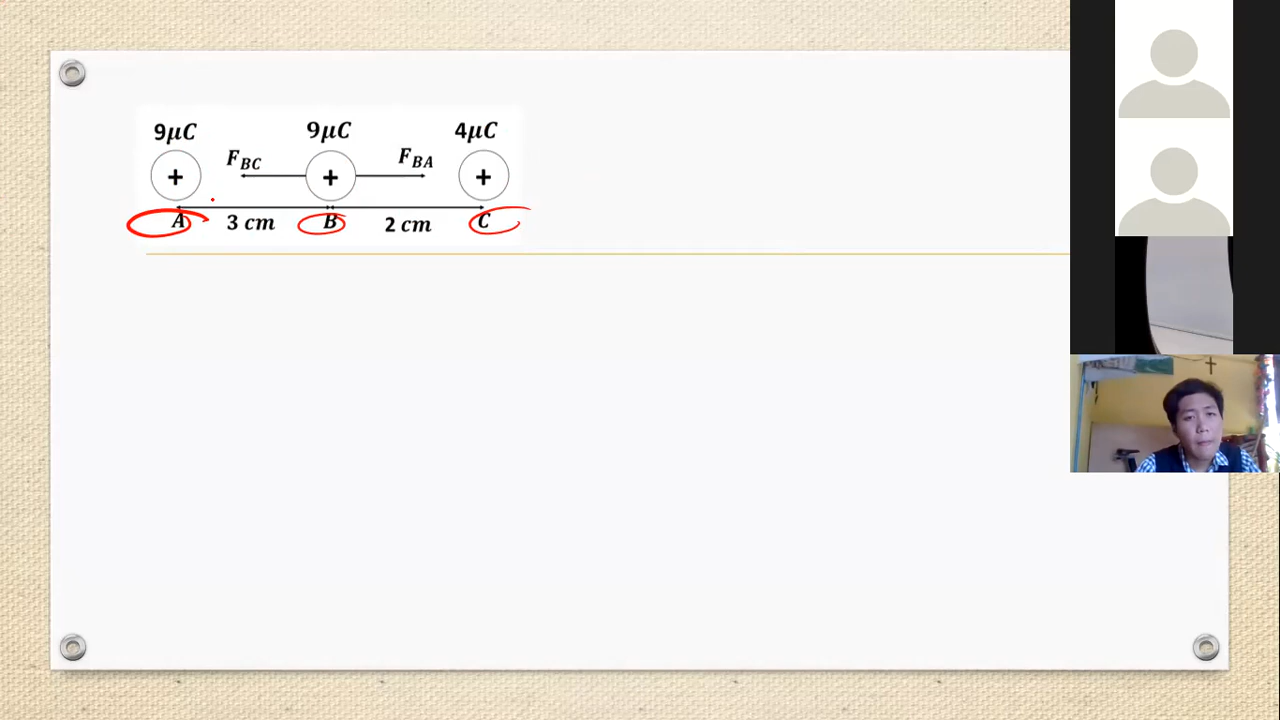 9μC 9μC 4μC
F_BC F_BA
+ + +
A 3 cm B 2 cm C